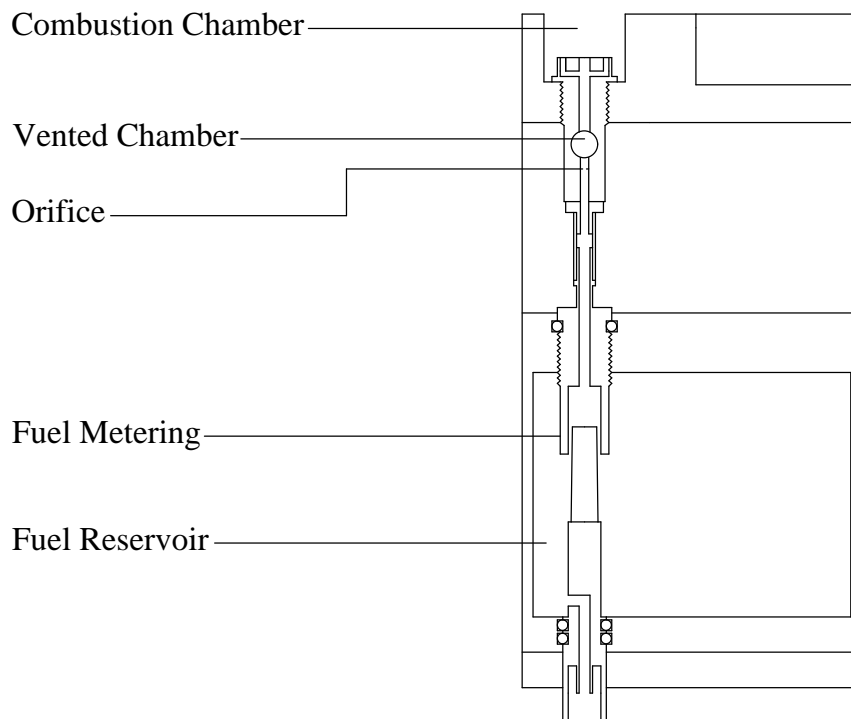 Combustion Chamber
Vented Chamber
Orifice
Fuel Metering
Fuel Reservoir